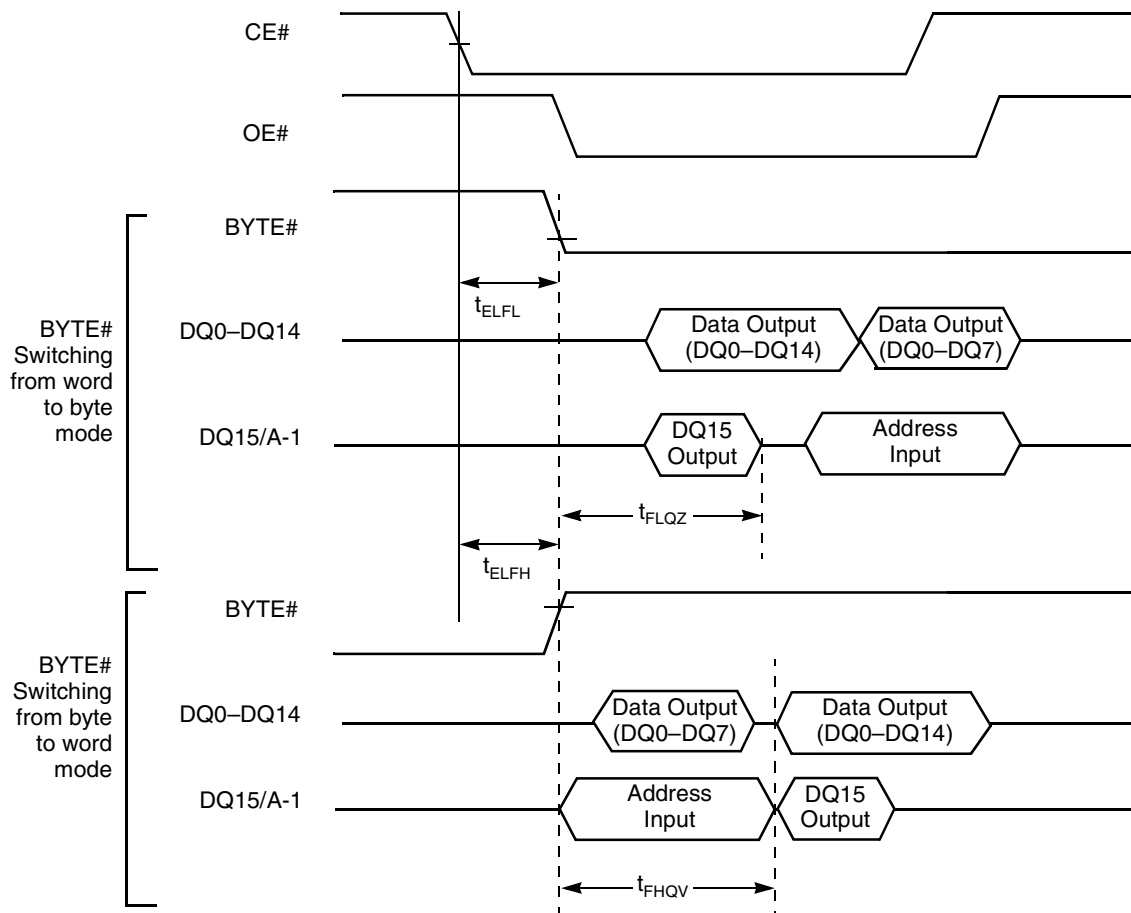 CE#
OE#
BYTE#
tELFL
BYTE#
Switching
from word
to byte
mode
DQ0–DQ14
Data Output
(DQ0–DQ14)
Data Output
(DQ0–DQ7)
DQ15/A-1
DQ15
Output
Address
Input
tFLQZ
tELFH
BYTE#
BYTE#
Switching
from byte
to word
mode
DQ0–DQ14
Data Output
(DQ0–DQ7)
Data Output
(DQ0–DQ14)
DQ15/A-1
Address
Input
DQ15
Output
tFHQV